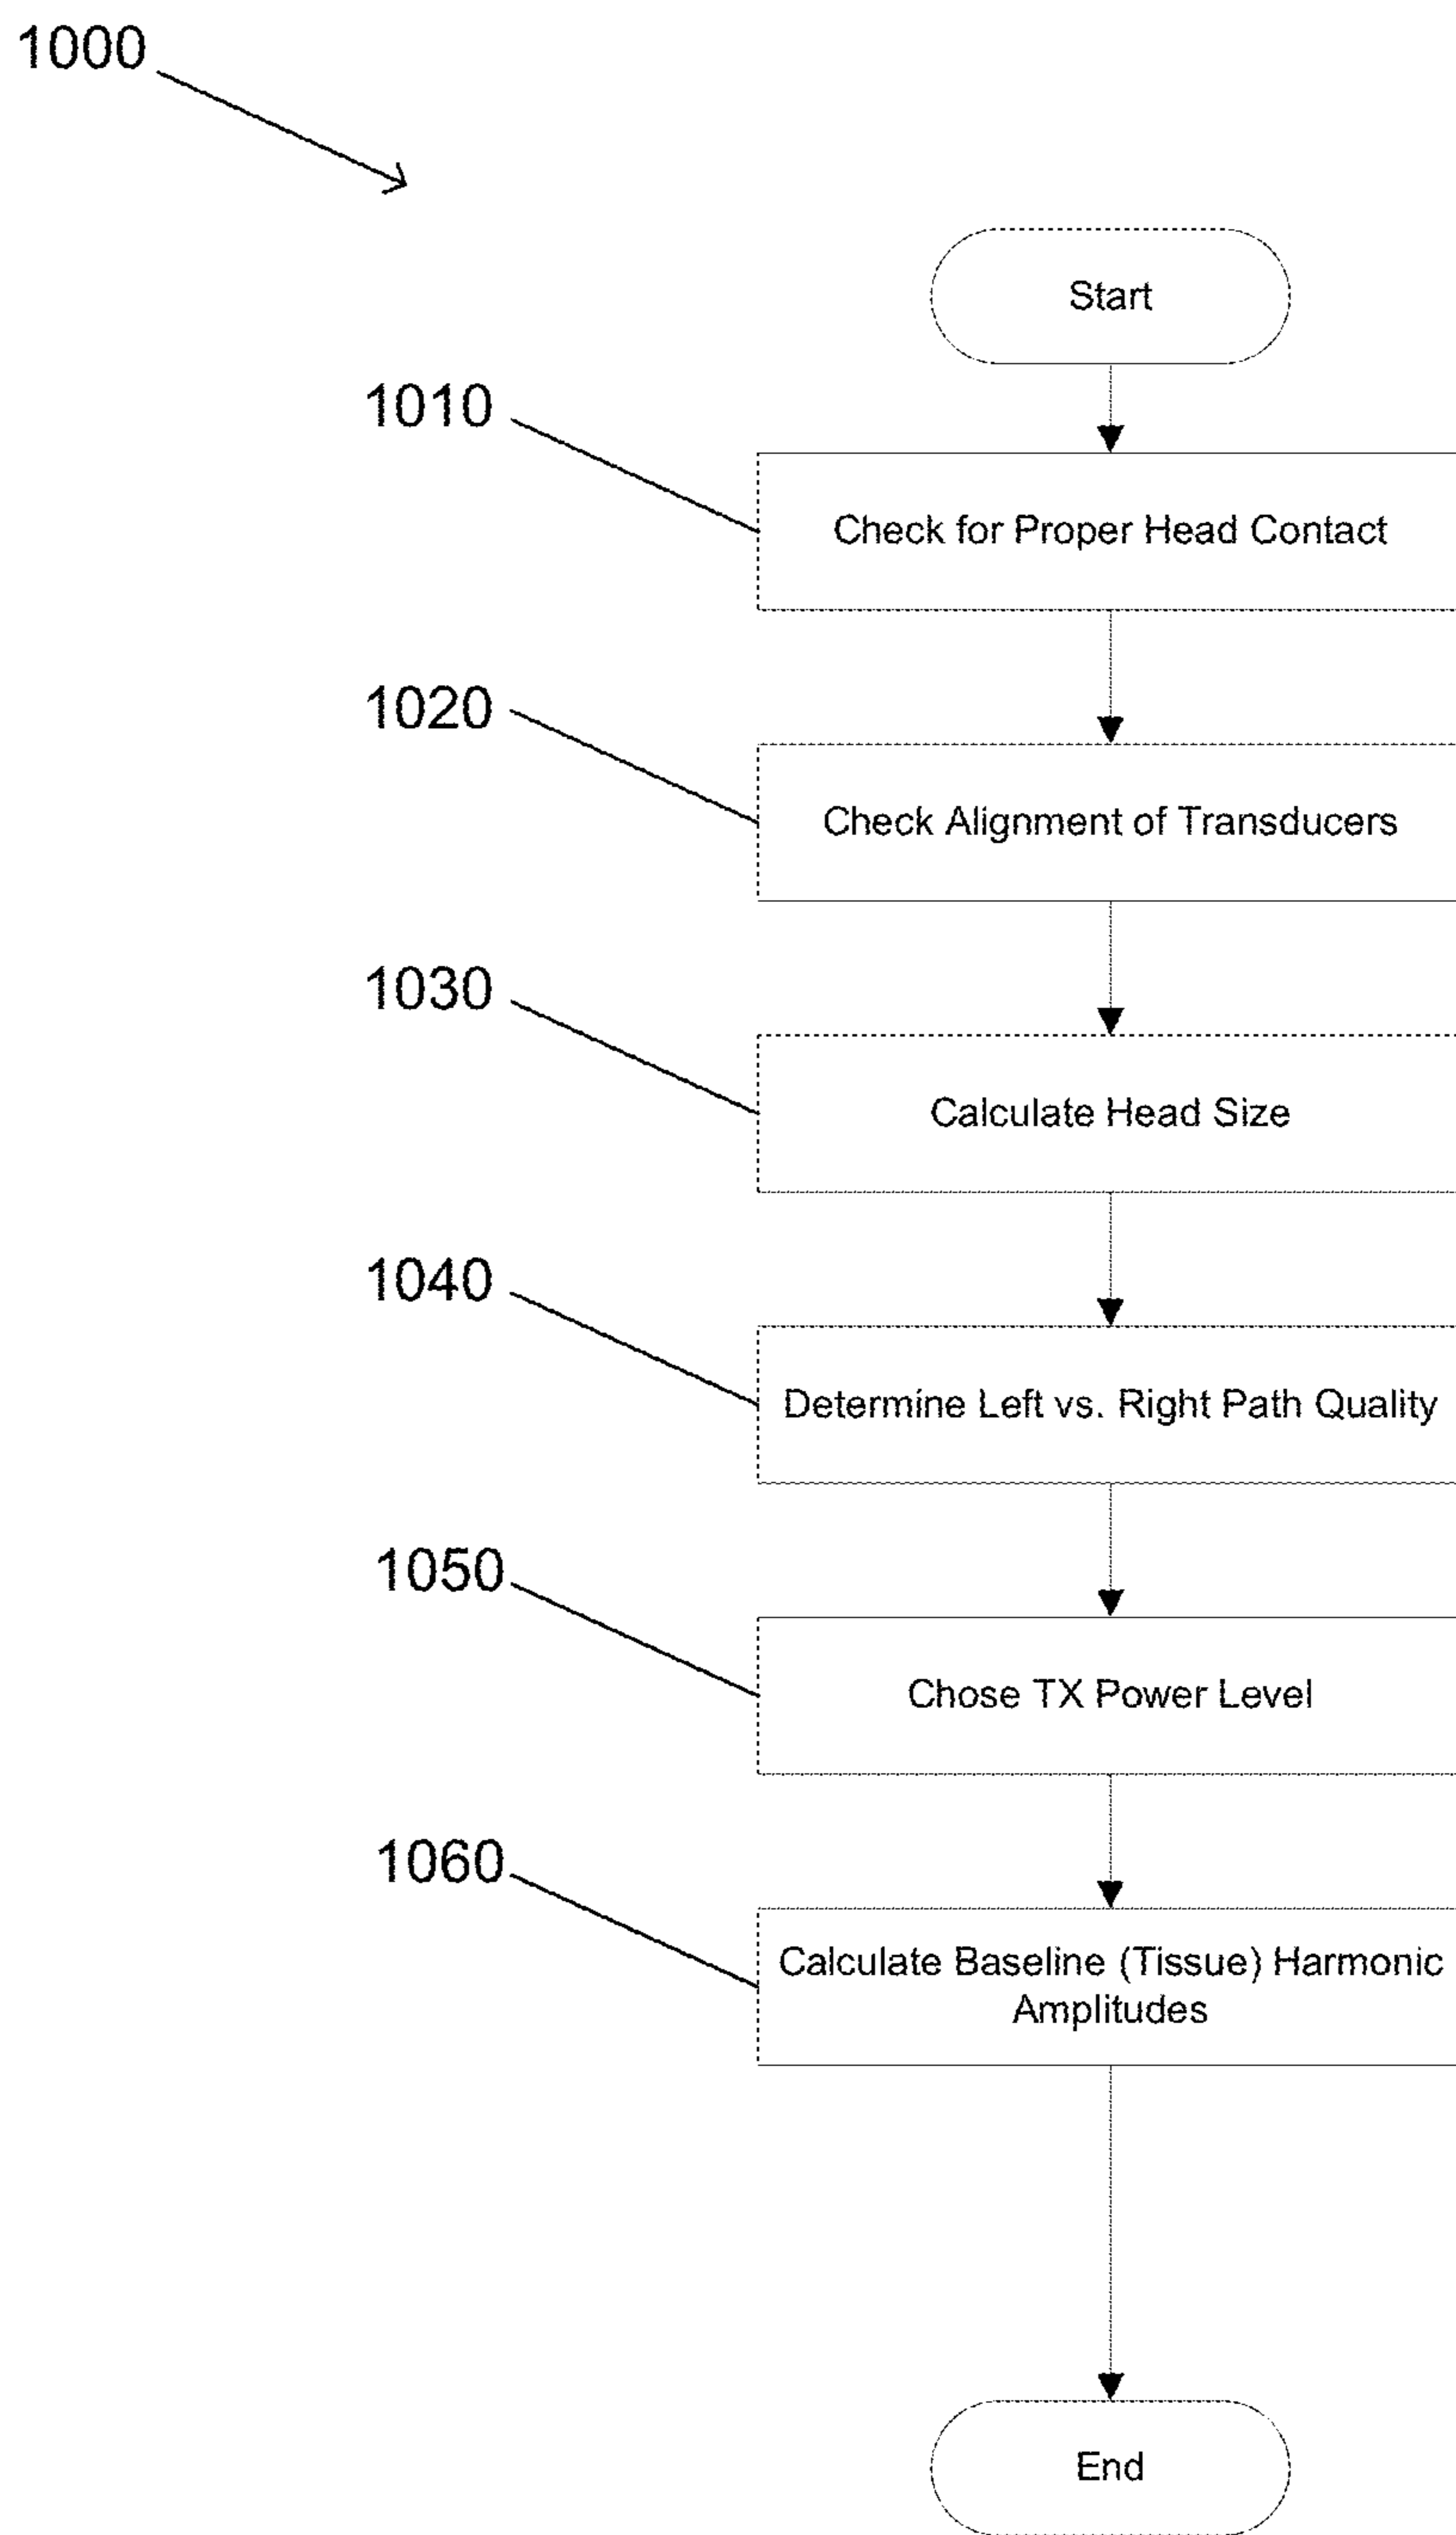 1000
Start
1010
Check for Proper Head Contact
1020
Check Alignment of Transducers
1030
Calculate Head Size
1040
Determine Left vs. Right Path Quality
1050
Chose TX Power Level
1060
Calculate Baseline (Tissue) Harmonic
Amplitudes
End